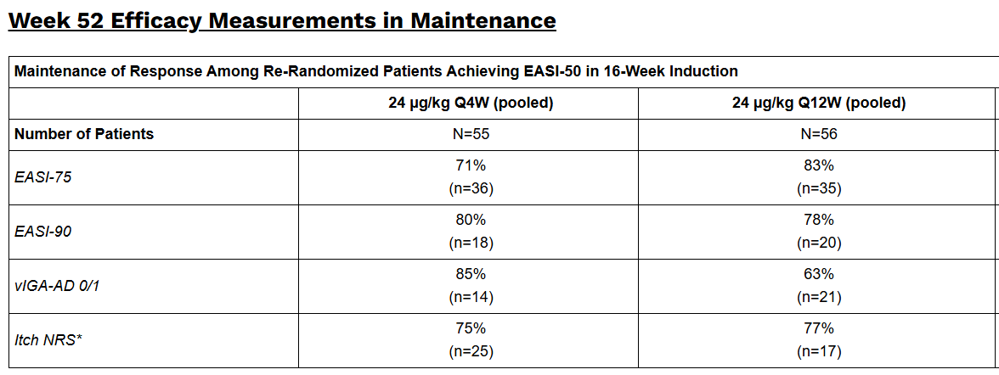 Week 52 Efficacy Measurements in Maintenance
Maintenance of Response Among Re-Randomized Patients Achieving EASI-50 in 16-Week Induction
24 µg/kg Q4W (pooled) 24 µg/kg Q12W (pooled)
Number of Patients N=55 N=56
EASI-75 71% (n=36) 83% (n=35)
EASI-90 80% (n=18) 78% (n=20)
vIGA-AD 0/1 85% (n=14) 63% (n=21)
Itch NRS* 75% (n=25) 77% (n=17)